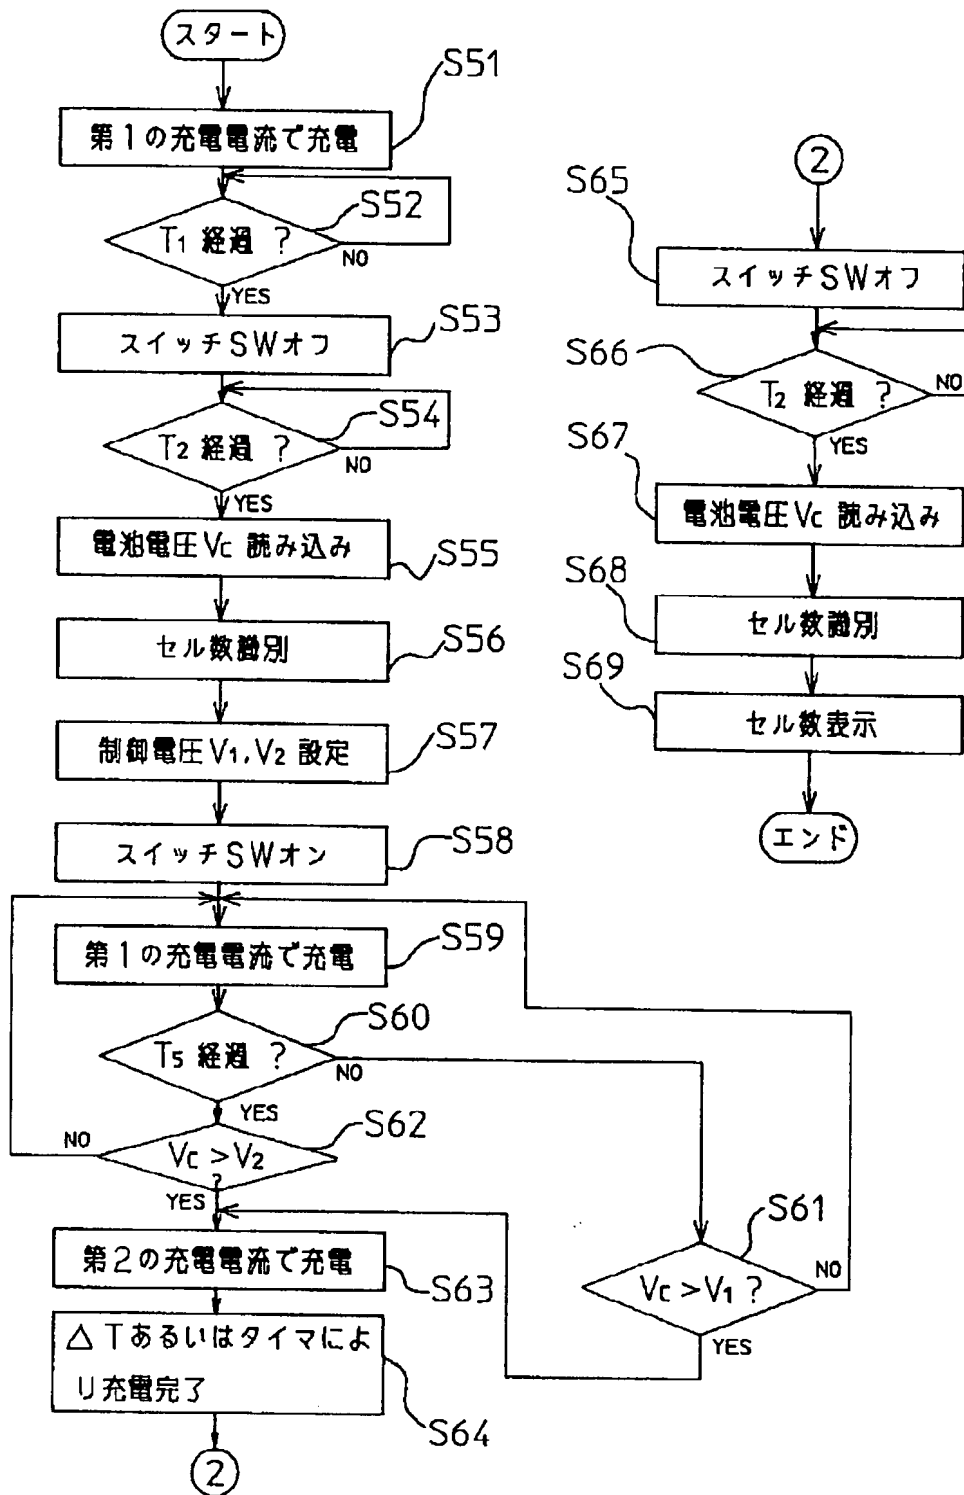 スタート
S51
第1の充電電流で充電
S52
T1 経過 ?
NO
YES
S53
スイッチSWオフ
S54
T2 経過 ?
NO
YES
電池電圧VC 読み込み
S55
セル数識別
S56
制御電圧V1,V2 設定
S57
スイッチSWオン
S58
第1の充電電流で充電
S59
S60
T5 経過 ?
NO
YES
S62
NO
VC>V2
?
YES
S61
VC>V1 ?
NO
YES
第2の充電電流で充電
S63
△Tあるいはタイマによ
り充電完了
S64
2
2
S65
スイッチSWオフ
S66
T2 経過 ?
NO
YES
S67
電池電圧VC 読み込み
S68
セル数識別
S69
セル数表示
エンド